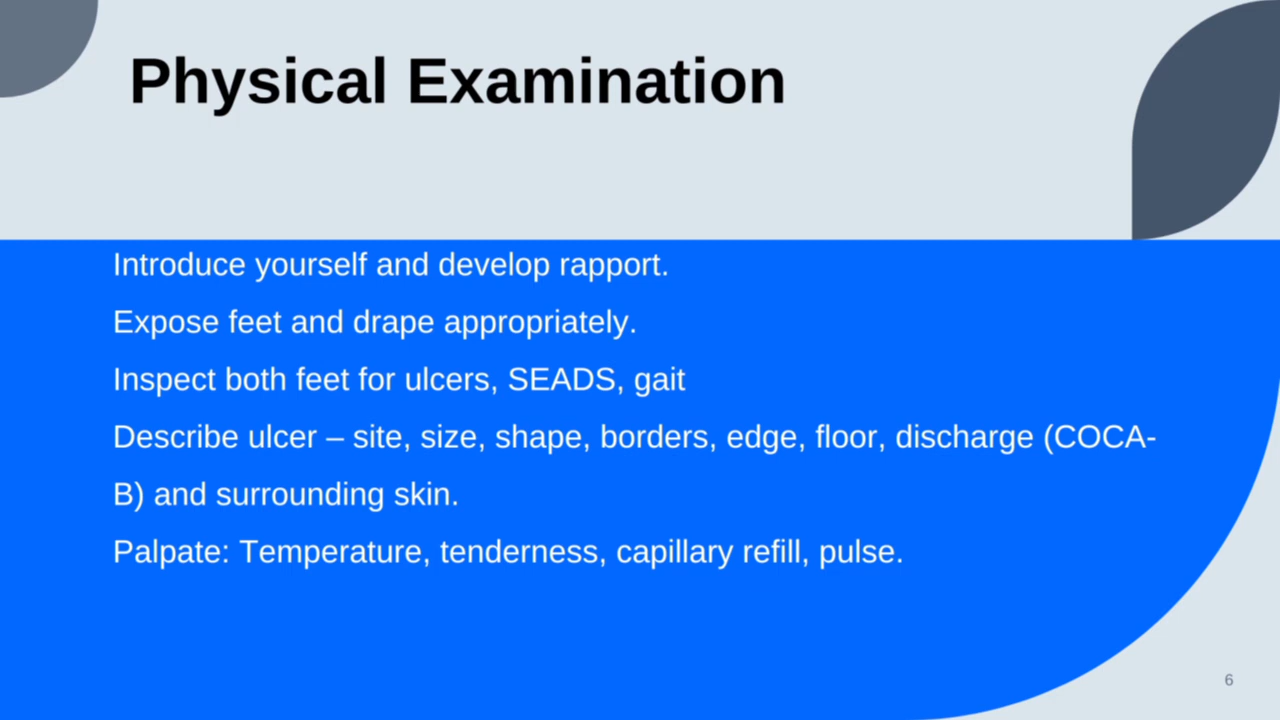 Physical Examination
Introduce yourself and develop rapport.
Expose feet and drape appropriately.
Inspect both feet for ulcers, SEADS, gait
Describe ulcer – site, size, shape, borders, edge, floor, discharge (COCA-
B) and surrounding skin.
Palpate: Temperature, tenderness, capillary refill, pulse.
6